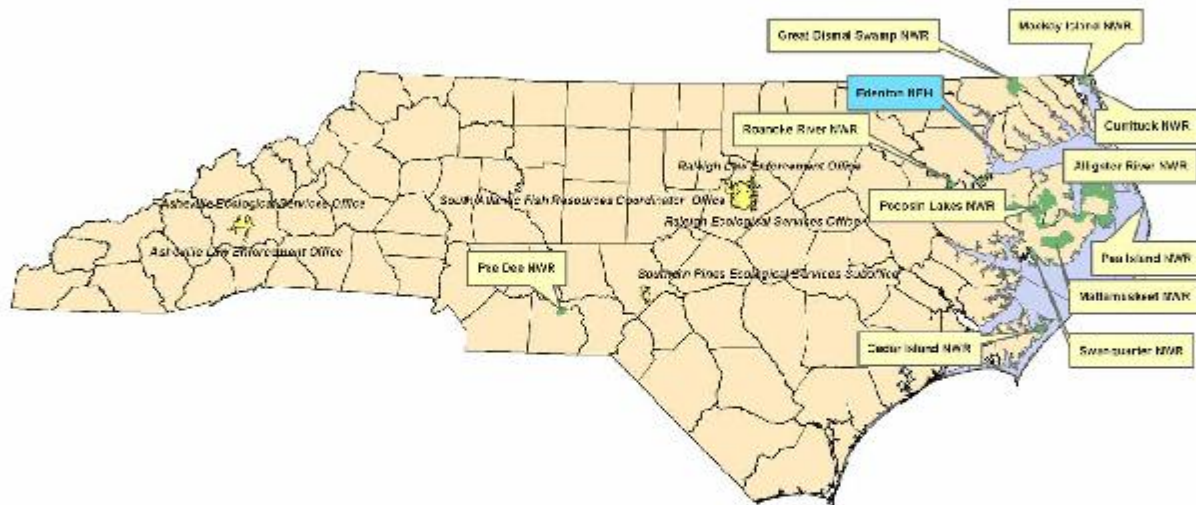 Mackay Island NWR
Great Dismal Swamp NWR
Edenton NFH
Currituck NWR
Roanoke River NWR
Alligator River NWR
Raleigh Law Enforcement Office
Asheville Ecological Services Office
South Atlantic Fish Resources Coordinator Office
Pocosin Lakes NWR
Raleigh Ecological Services Office
Asheville Law Enforcement Office
Pea Island NWR
Pee Dee NWR
Southern Pines Ecological Services Suboffice
Mattamuskeet NWR
Cedar Island NWR
Swanquarter NWR